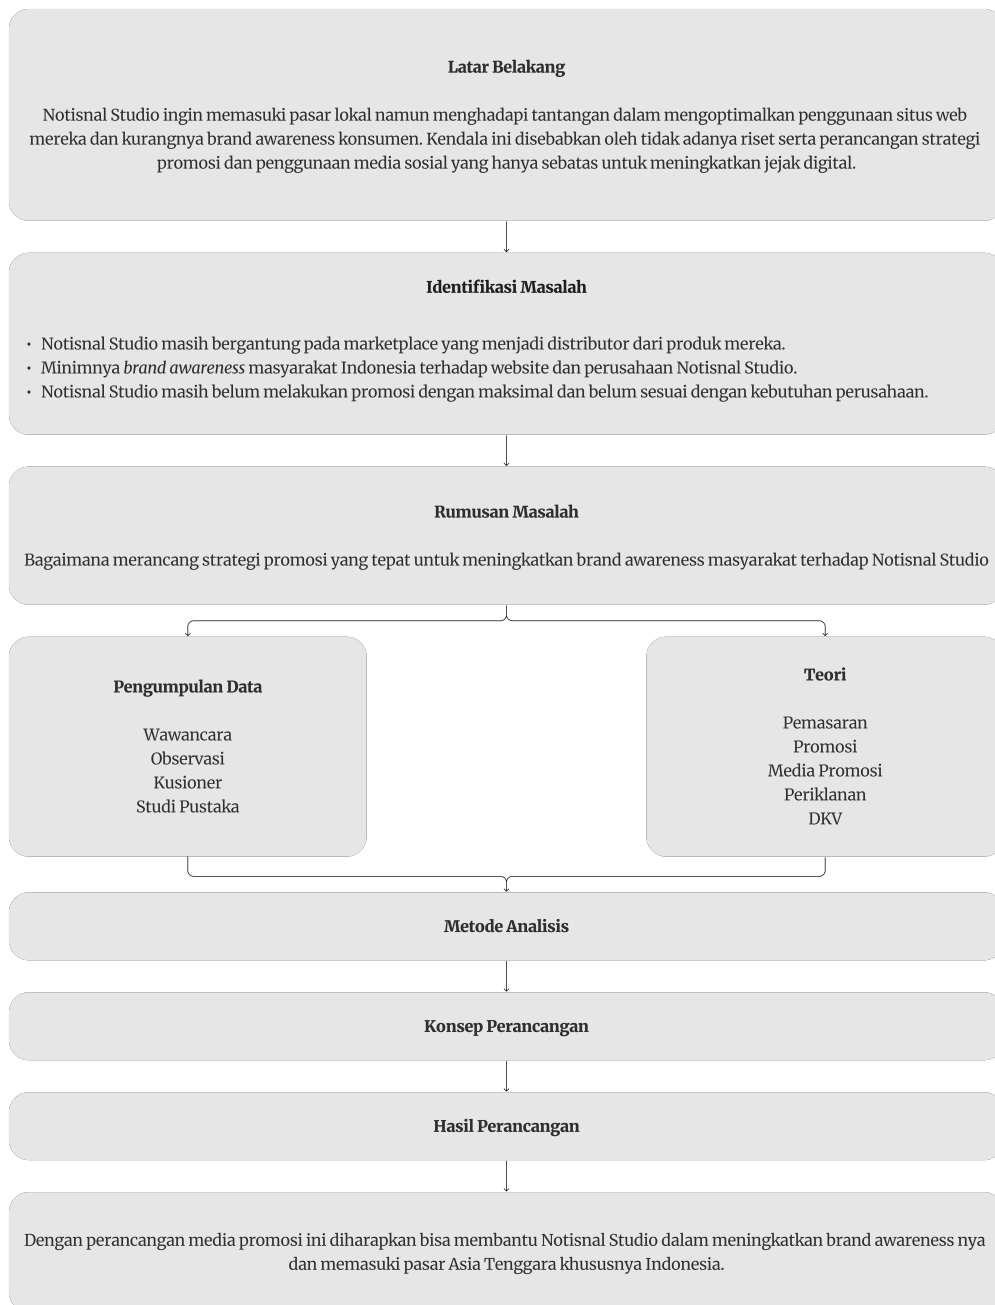 Latar Belakang
Notisnal Studio ingin memasuki pasar lokal namun menghadapi tantangan dalam mengoptimalkan penggunaan situs web
mereka dan kurangnya brand awareness konsumen. Kendala ini disebabkan oleh tidak adanya riset serta perancangan strategi
promosi dan penggunaan media sosial yang hanya sebatas untuk meningkatkan jejak digital.
Identifikasi Masalah
• Notisnal Studio masih bergantung pada marketplace yang menjadi distributor dari produk mereka.
• Minimnya brand awareness masyarakat Indonesia terhadap website dan perusahaan Notisnal Studio.
• Notisnal Studio masih belum melakukan promosi dengan maksimal dan belum sesuai dengan kebutuhan perusahaan.
Rumusan Masalah
Bagaimana merancang strategi promosi yang tepat untuk meningkatkan brand awareness masyarakat terhadap Notisnal Studio
Pengumpulan Data
Wawancara
Observasi
Kusioner
Studi Pustaka
Teori
Pemasaran
Promosi
Media Promosi
Periklanan
DKV
Metode Analisis
Konsep Perancangan
Hasil Perancangan
Dengan perancangan media promosi ini diharapkan bisa membantu Notisnal Studio dalam meningkatkan brand awareness nya
dan memasuki pasar Asia Tenggara khususnya Indonesia.